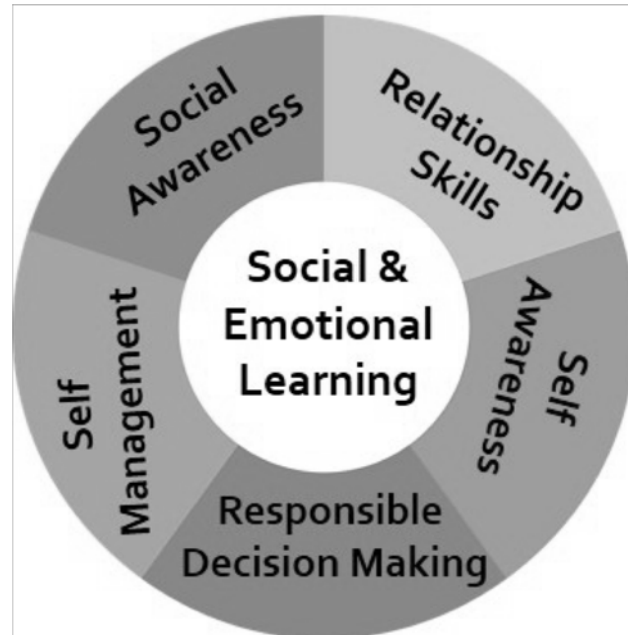 Social &
Emotional
Learning
Social
Awareness
Relationship
Skills
Self
Awareness
Responsible
Decision Making
Self
Management